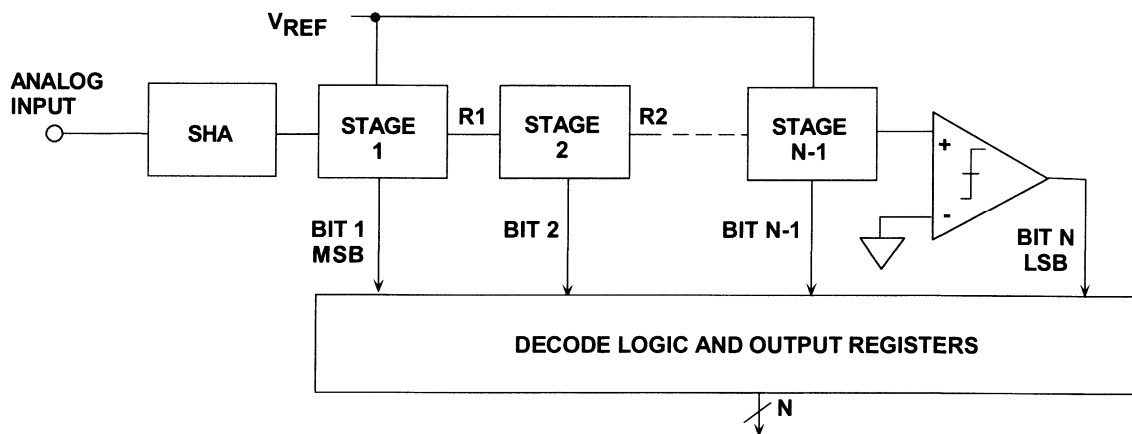 VREF
ANALOG
INPUT
SHA
STAGE
1
R1
STAGE
2
R2
STAGE
N-1
+
-
BIT 1
MSB
BIT 2
BIT N-1
BIT N
LSB
DECODE LOGIC AND OUTPUT REGISTERS
N